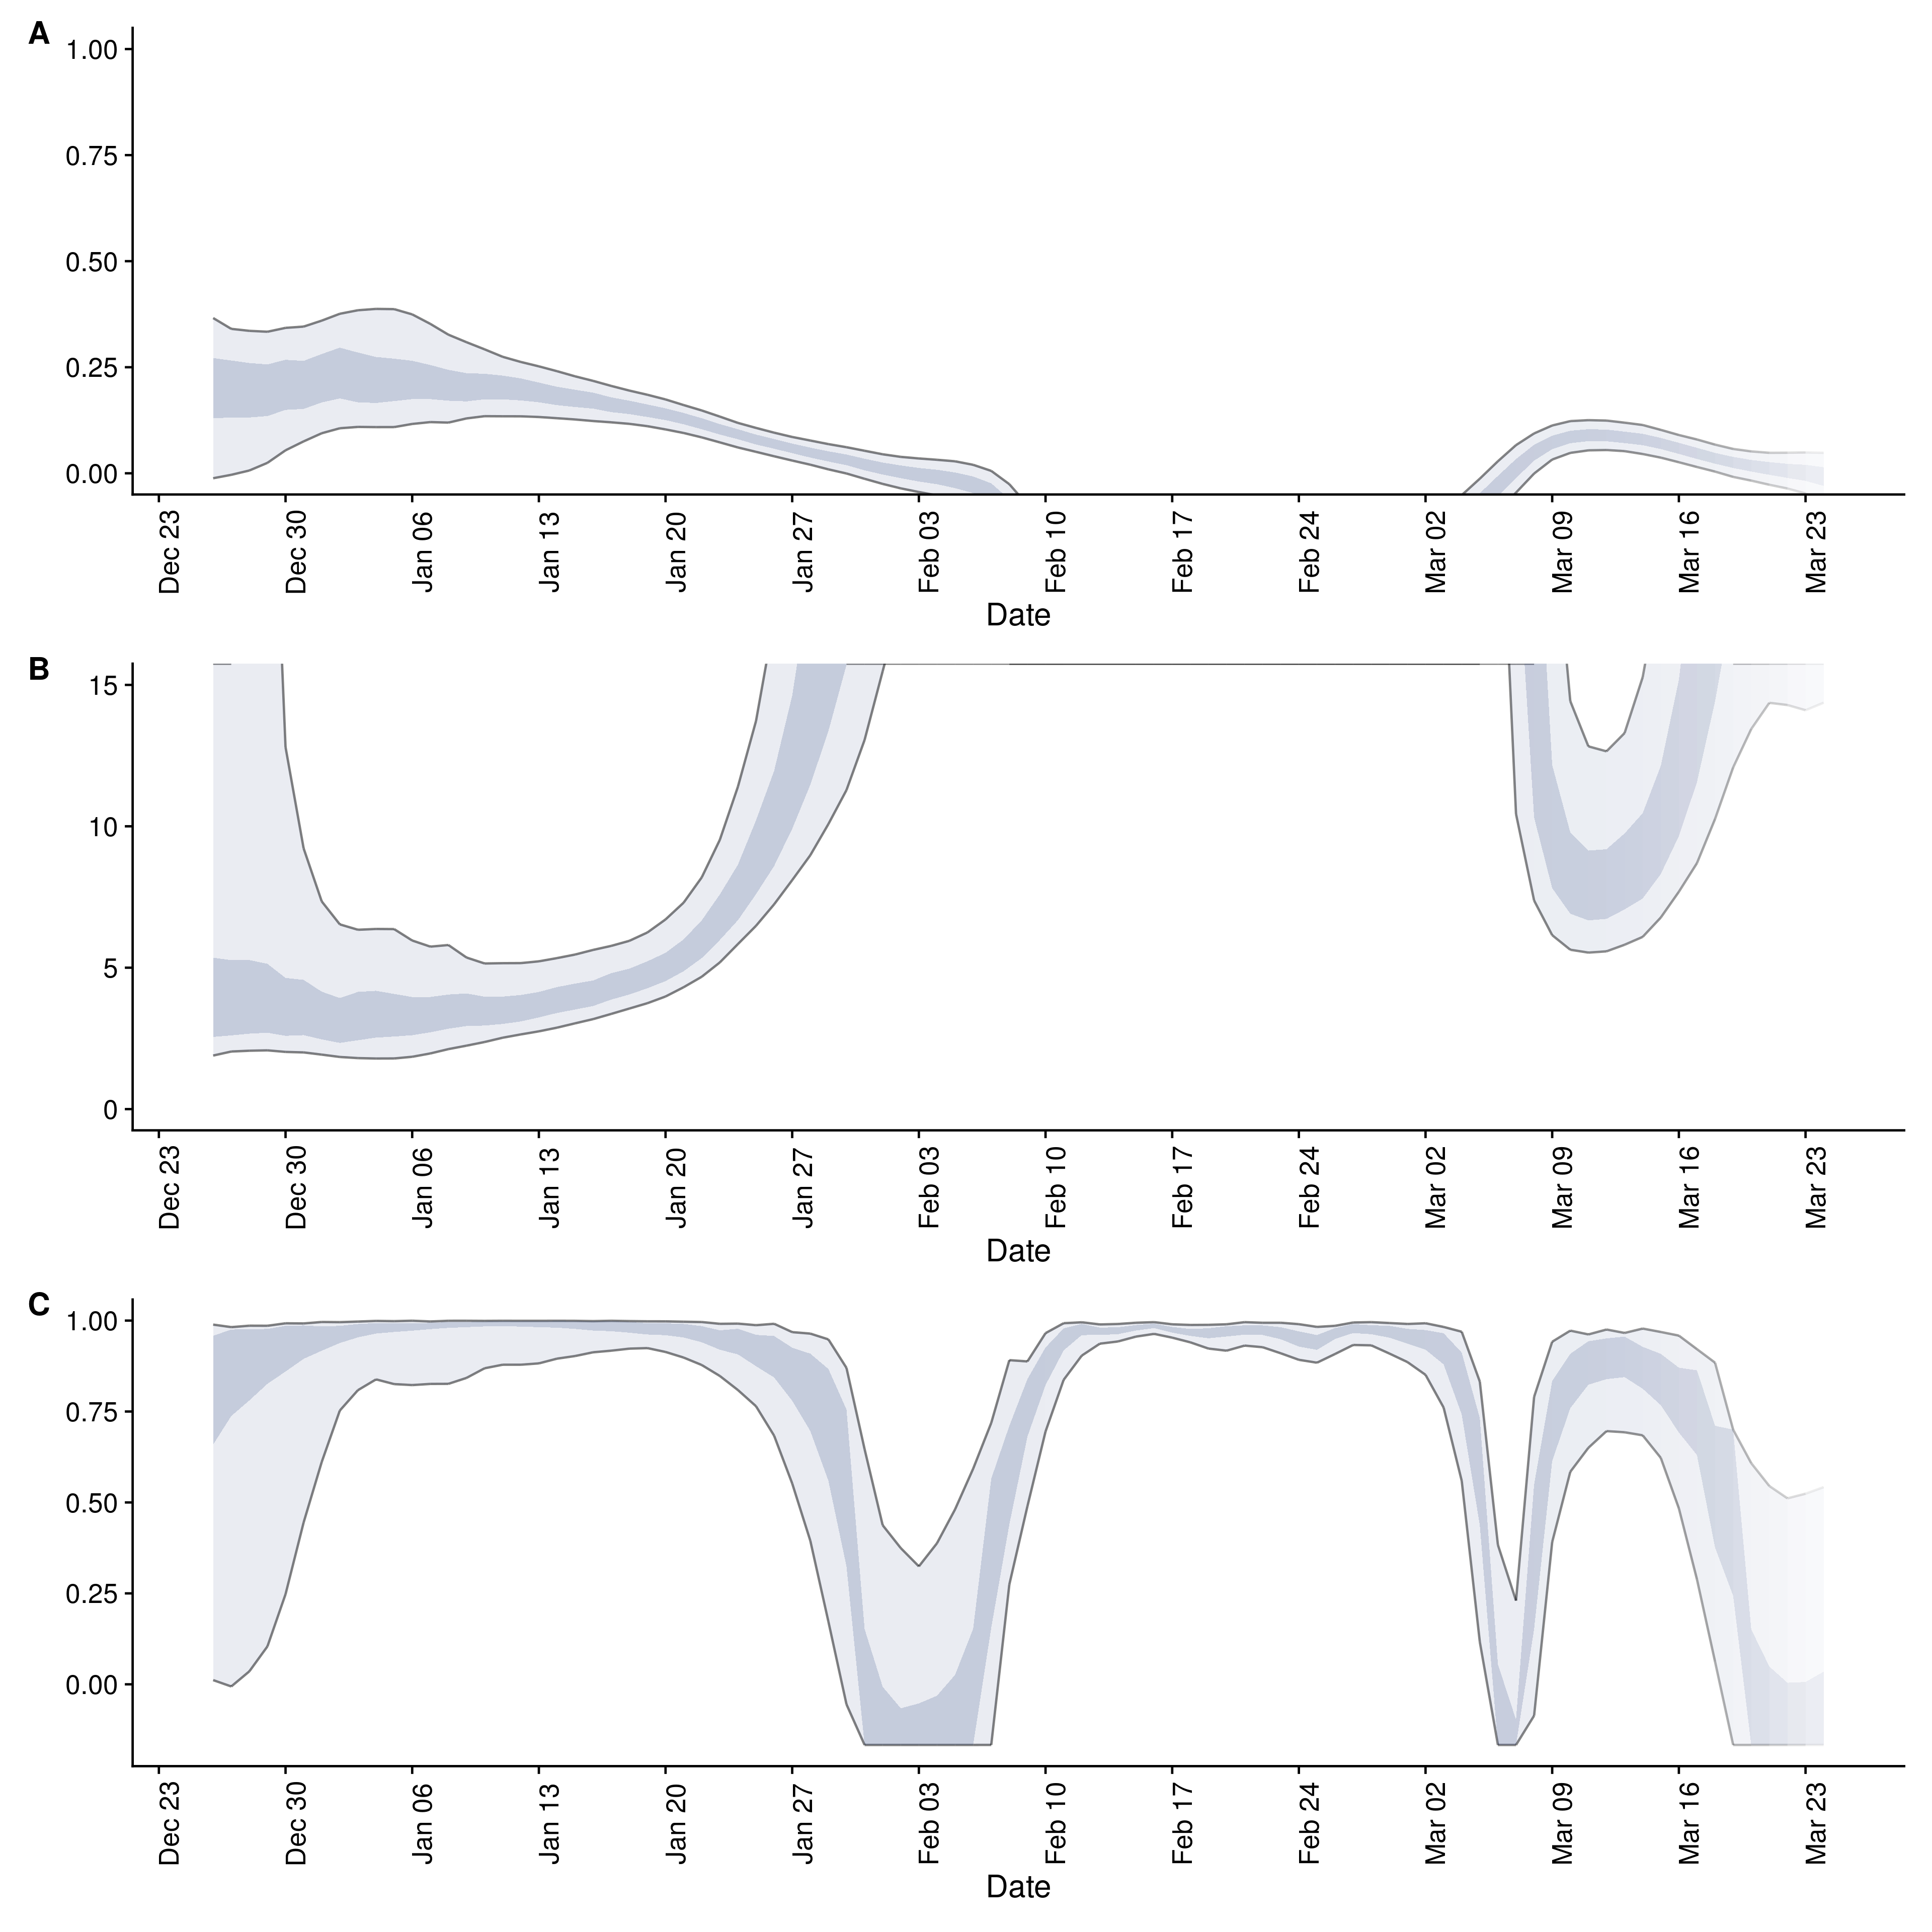 A
1.00
0.75
0.50
0.25
0.00
Dec 23
Dec 30
Jan 06
Jan 13
Jan 20
Jan 27
Feb 03
Feb 10
Feb 17
Feb 24
Mar 02
Mar 09
Mar 16
Mar 23
Date
B
15
10
5
0
Dec 23
Dec 30
Jan 06
Jan 13
Jan 20
Jan 27
Feb 03
Feb 10
Feb 17
Feb 24
Mar 02
Mar 09
Mar 16
Mar 23
Date
C
1.00
0.75
0.50
0.25
0.00
Dec 23
Dec 30
Jan 06
Jan 13
Jan 20
Jan 27
Feb 03
Feb 10
Feb 17
Feb 24
Mar 02
Mar 09
Mar 16
Mar 23
Date